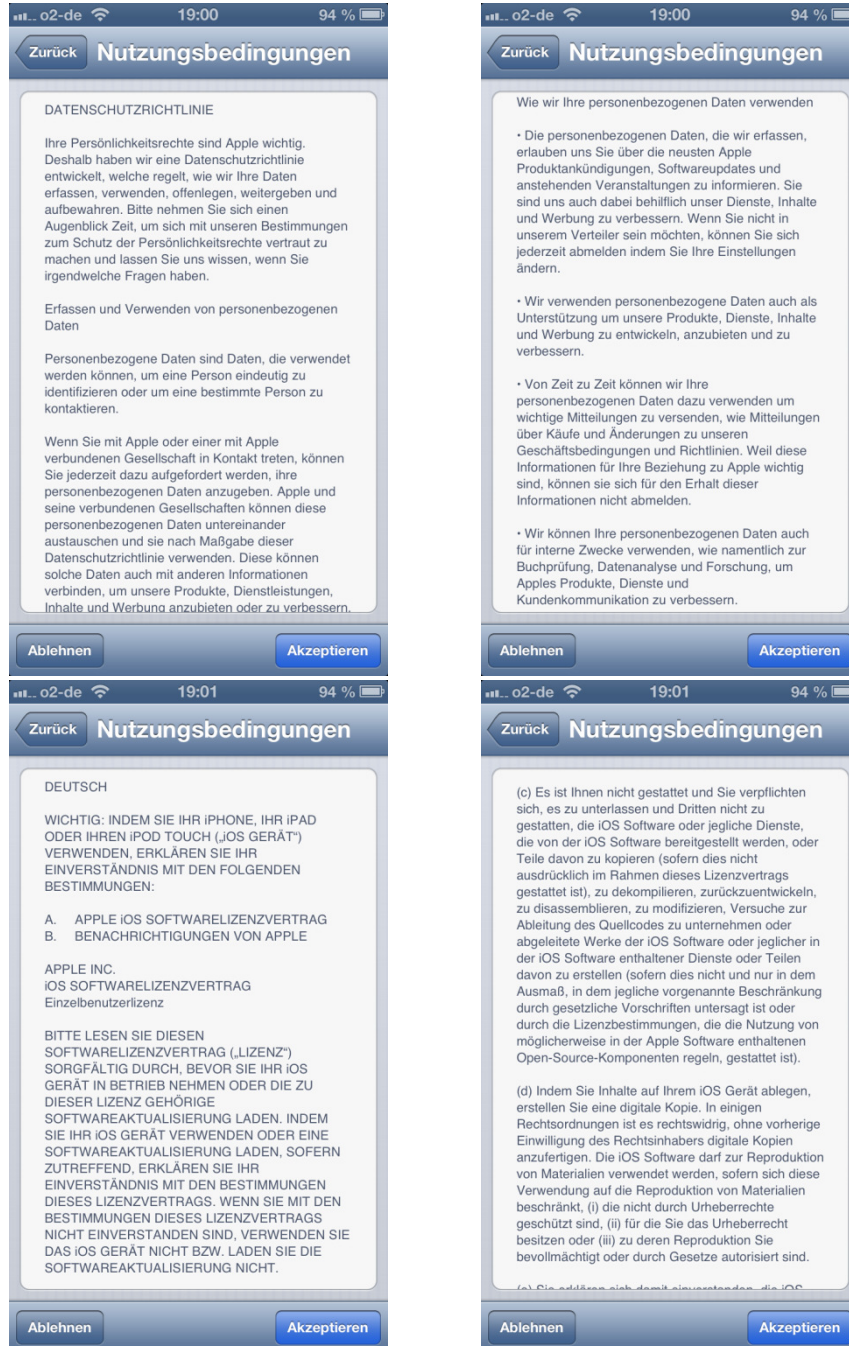 o2-de 19:00 94 %
Zurück Nutzungsbedingungen
DATENSCHUTZRICHTLINIE
Ihre Persönlichkeitsrechte sind Apple wichtig.
Deshalb haben wir eine Datenschutzrichtlinie
entwickelt, welche regelt, wie wir Ihre Daten
erfassen, verwenden, offenlegen, weitergeben und
aufbewahren. Bitte nehmen Sie sich einen
Augenblick Zeit, um sich mit unseren Bestimmungen
zum Schutz der Persönlichkeitsrechte vertraut zu
machen und lassen Sie uns wissen, wenn Sie
irgendwelche Fragen haben.
Erfassen und Verwenden von personenbezogenen
Daten
Personenbezogene Daten sind Daten, die verwendet
werden können, um eine Person eindeutig zu
identifizieren oder um eine bestimmte Person zu
kontaktieren.
Wenn Sie mit Apple oder einer mit Apple
verbundenen Gesellschaft in Kontakt treten, können
Sie jederzeit dazu aufgefordert werden, ihre
personenbezogenen Daten anzugeben. Apple und
seine verbundenen Gesellschaften können diese
personenbezogenen Daten untereinander
austauschen und sie nach Maßgabe dieser
Datenschutzrichtlinie verwenden. Diese können
solche Daten auch mit anderen Informationen
verbinden, um unsere Produkte, Dienstleistungen,
Inhalte und Werbung anzubieten oder zu verbessern.
Ablehnen Akzeptieren
o2-de 19:00 94 %
Zurück Nutzungsbedingungen
Wie wir Ihre personenbezogenen Daten verwenden
• Die personenbezogenen Daten, die wir erfassen,
erlauben uns Sie über die neusten Apple
Produktankündigungen, Softwareupdates und
anstehenden Veranstaltungen zu informieren. Sie
sind uns auch dabei behilflich unser Dienste, Inhalte
und Werbung zu verbessern. Wenn Sie nicht in
unserem Verteiler sein möchten, können Sie sich
jederzeit abmelden indem Sie Ihre Einstellungen
ändern.
• Wir verwenden personenbezogene Daten auch als
Unterstützung um unsere Produkte, Dienste, Inhalte
und Werbung zu entwickeln, anzubieten und zu
verbessern.
• Von Zeit zu Zeit können wir Ihre
personenbezogenen Daten dazu verwenden um
wichtige Mitteilungen zu versenden, wie Mitteilungen
über Käufe und Änderungen zu unseren
Geschäftsbedingungen und Richtlinien. Weil diese
Informationen für Ihre Beziehung zu Apple wichtig
sind, können sie sich für den Erhalt dieser
Informationen nicht abmelden.
• Wir können Ihre personenbezogenen Daten auch
für interne Zwecke verwenden, wie namentlich zur
Buchprüfung, Datenanalyse und Forschung, um
Apples Produkte, Dienste und
Kundenkommunikation zu verbessern.
Ablehnen Akzeptieren
o2-de 19:01 94 %
Zurück Nutzungsbedingungen
DEUTSCH
WICHTIG: INDEM SIE IHR iPHONE, IHR iPAD
ODER IHREN iPOD TOUCH („iOS GERÄT“)
VERWENDEN, ERKLÄREN SIE IHR
EINVERSTÄNDNIS MIT DEN FOLGENDEN
BESTIMMUNGEN:
A. APPLE iOS SOFTWARELIZENZVERTRAG
B. BENACHRICHTIGUNGEN VON APPLE
APPLE INC.
iOS SOFTWARELIZENZVERTRAG
Einzelbenutzerlizenz
BITTE LESEN SIE DIESEN
SOFTWARELIZENZVERTRAG („LIZENZ“)
SORGFÄLTIG DURCH, BEVOR SIE IHR iOS
GERÄT IN BETRIEB NEHMEN ODER DIE ZU
DIESER LIZENZ GEHÖRIGE
SOFTWAREAKTUALISIERUNG LADEN. INDEM
SIE IHR iOS GERÄT VERWENDEN ODER EINE
SOFTWAREAKTUALISIERUNG LADEN, SOFERN
ZUTREFFEND, ERKLÄREN SIE IHR
EINVERSTÄNDNIS MIT DEN BESTIMMUNGEN
DIESES LIZENZVERTRAGS. WENN SIE MIT DEN
BESTIMMUNGEN DIESES LIZENZVERTRAGS
NICHT EINVERSTANDEN SIND, VERWENDEN SIE
DAS iOS GERÄT NICHT BZW. LADEN SIE DIE
SOFTWAREAKTUALISIERUNG NICHT.
Ablehnen Akzeptieren
o2-de 19:01 94 %
Zurück Nutzungsbedingungen
(c) Es ist Ihnen nicht gestattet und Sie verpflichten
sich, es zu unterlassen und Dritten nicht zu
gestatten, die iOS Software oder jegliche Dienste,
die von der iOS Software bereitgestellt werden, oder
Teile davon zu kopieren (sofern dies nicht
ausdrücklich im Rahmen dieses Lizenzvertrags
gestattet ist), zu dekompilieren, zurückzuentwickeln,
zu disassemblieren, zu modifizieren, Versuche zur
Ableitung des Quellcodes zu unternehmen oder
abgeleitete Werke der iOS Software oder jeglicher in
der iOS Software enthaltener Dienste oder Teilen
davon zu erstellen (sofern dies nicht und nur in dem
Ausmaß, in dem jegliche vorgenannte Beschränkung
durch gesetzliche Vorschriften untersagt ist oder
durch die Lizenzbestimmungen, die die Nutzung von
möglicherweise in der Apple Software enthaltenen
Open-Source-Komponenten regeln, gestattet ist).
(d) Indem Sie Inhalte auf Ihrem iOS Gerät ablegen,
erstellen Sie eine digitale Kopie. In einigen
Rechtsordnungen ist es rechtswidrig, ohne vorherige
Einwilligung des Rechtsinhabers digitale Kopien
anzufertigen. Die iOS Software darf zur Reproduktion
von Materialien verwendet werden, sofern sich diese
Verwendung auf die Reproduktion von Materialien
beschränkt, (i) die nicht durch Urheberrechte
geschützt sind, (ii) für die Sie das Urheberrecht
besitzen oder (iii) zu deren Reproduktion Sie
bevollmächtigt oder durch Gesetze autorisiert sind.
Ablehnen Akzeptieren